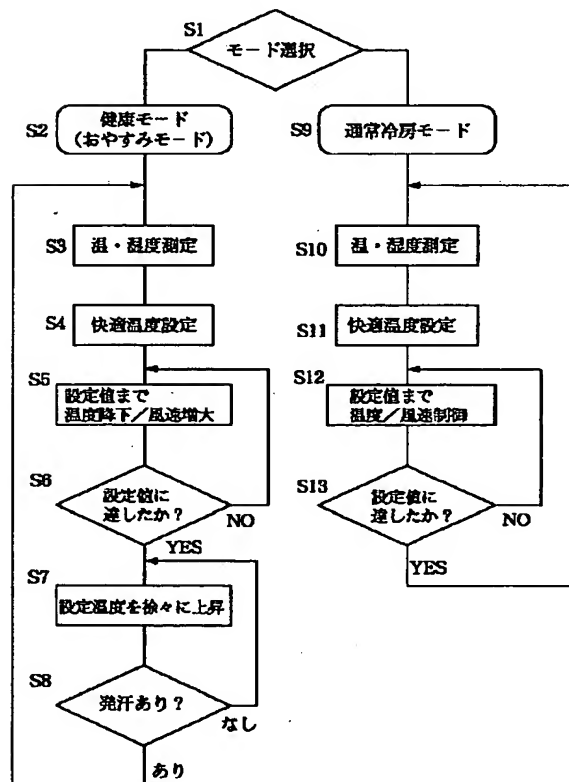 S1
モード選択
S2
健康モード
(おやすみモード)
S9
通常冷房モード
S3
温・湿度測定
S10
温・湿度測定
S4
快適温度設定
S11
快適温度設定
S5
設定値まで
温度降下/風速増大
S12
設定値まで
温度/風速制御
S6
設定値に
達したか?
NO
YES
S13
設定値に
達したか?
NO
YES
S7
設定温度を徐々に上昇
S8
発汗あり?
なし
あり